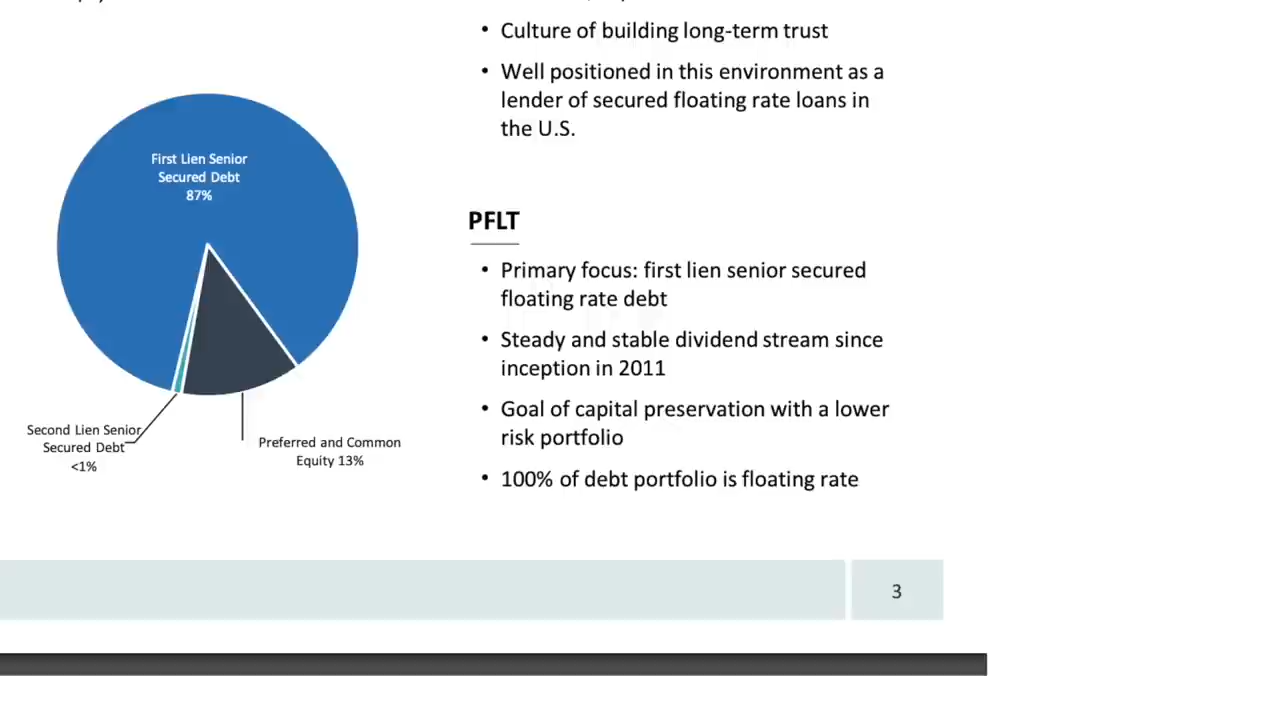 • Culture of building long-term trust
• Well positioned in this environment as a
lender of secured floating rate loans in
the U.S.
First Lien Senior
Secured Debt
87%
Second Lien Senior
Secured Debt
<1%
Preferred and Common
Equity 13%
PFLT
• Primary focus: first lien senior secured
floating rate debt
• Steady and stable dividend stream since
inception in 2011
• Goal of capital preservation with a lower
risk portfolio
• 100% of debt portfolio is floating rate
3